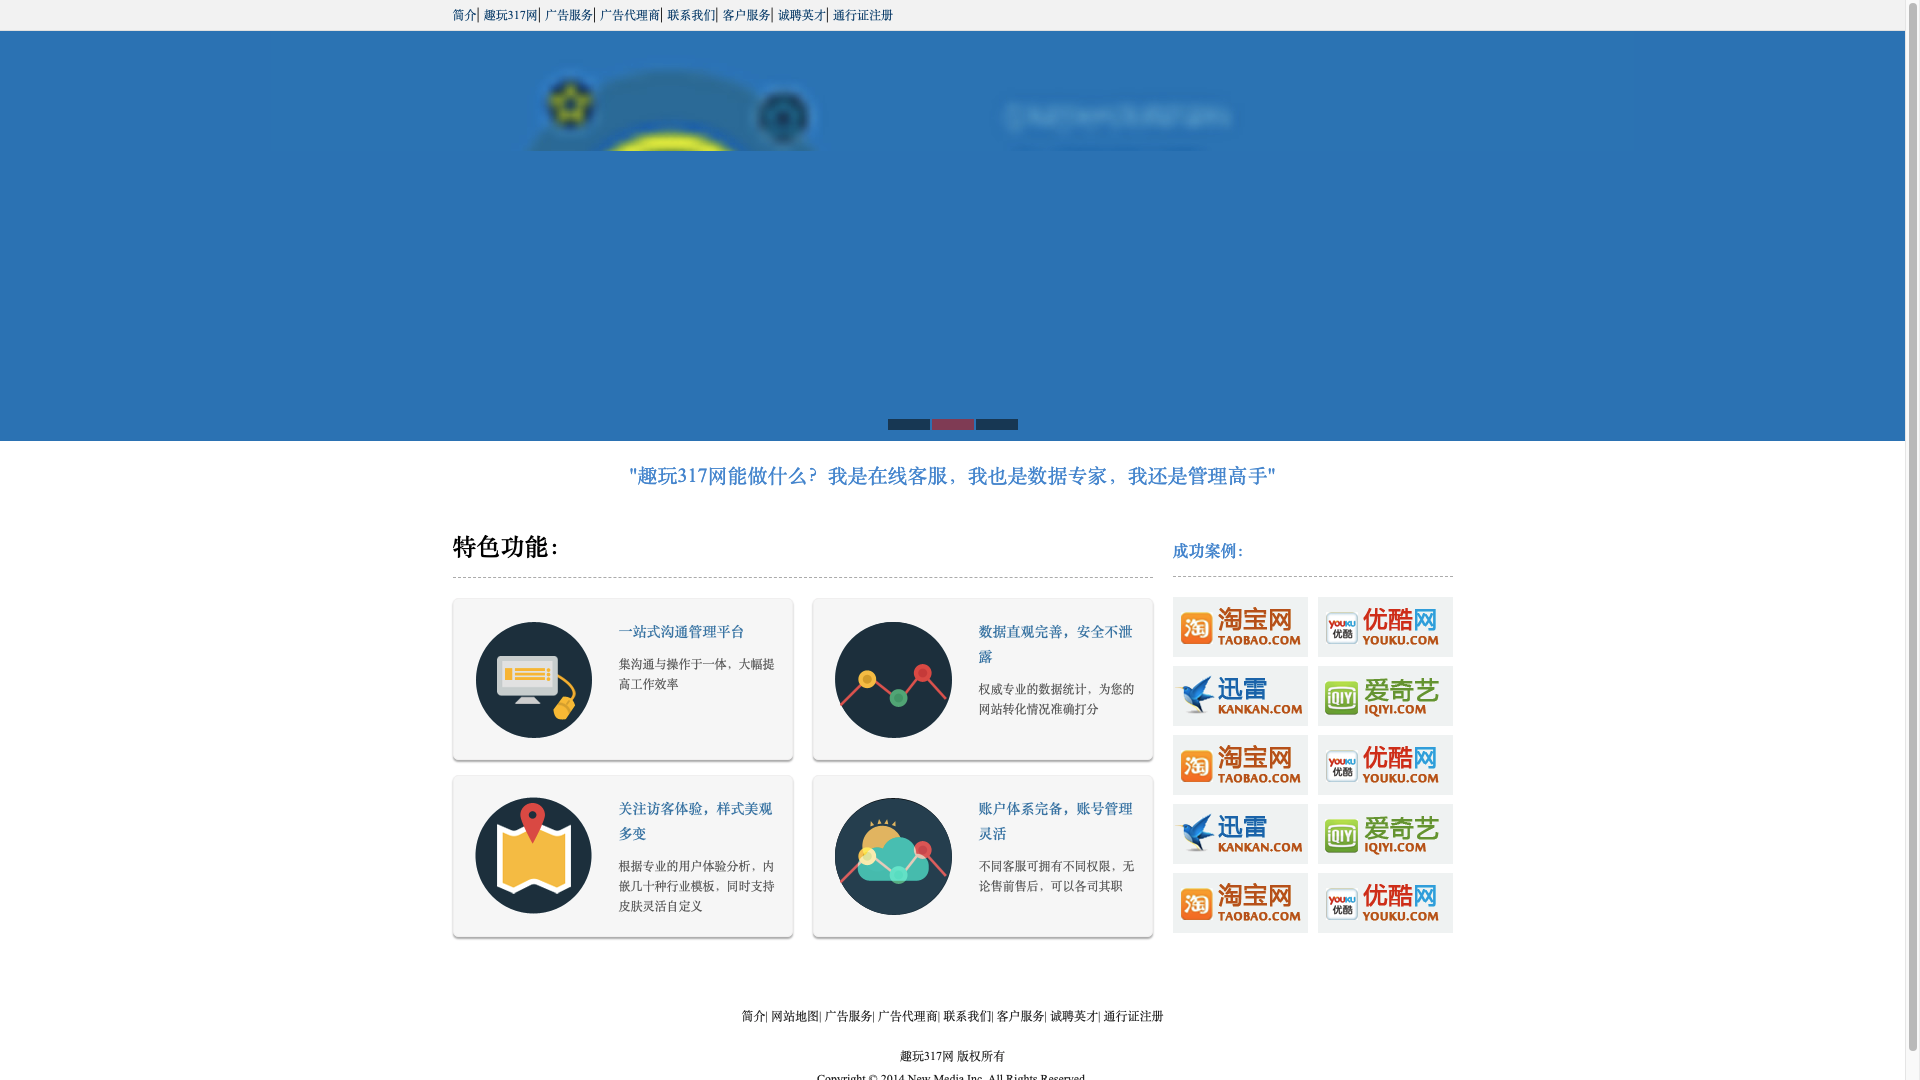 简介| 趣玩317网| 广告服务| 广告代理商| 联系我们| 客户服务| 诚聘英才| 通行证注册
"趣玩317网能做什么？我是在线客服，我也是数据专家，我还是管理高手"
特色功能：
一站式沟通管理平台
集沟通与操作于一体，大幅提
高工作效率
数据直观完善，安全不泄
露
权威专业的数据统计，为您的
网站转化情况准确打分
关注访客体验，样式美观
多变
根据专业的用户体验分析，内
嵌几十种行业模板，同时支持
皮肤灵活自定义
账户体系完备，账号管理
灵活
不同客服可拥有不同权限，无
论售前售后，可以各司其职
成功案例：
淘 淘宝网 TAOBAO.COM
YOUKU 优酷 优酷网 YOUKU.COM
迅雷 KANKAN.COM
iQIYI 爱奇艺 IQIYI.COM
淘 淘宝网 TAOBAO.COM
YOUKU 优酷 优酷网 YOUKU.COM
迅雷 KANKAN.COM
iQIYI 爱奇艺 IQIYI.COM
淘 淘宝网 TAOBAO.COM
YOUKU 优酷 优酷网 YOUKU.COM
简介| 网站地图| 广告服务| 广告代理商| 联系我们| 客户服务| 诚聘英才| 通行证注册
趣玩317网 版权所有
Copyright © 2014 New Media Inc. All Rights Reserved